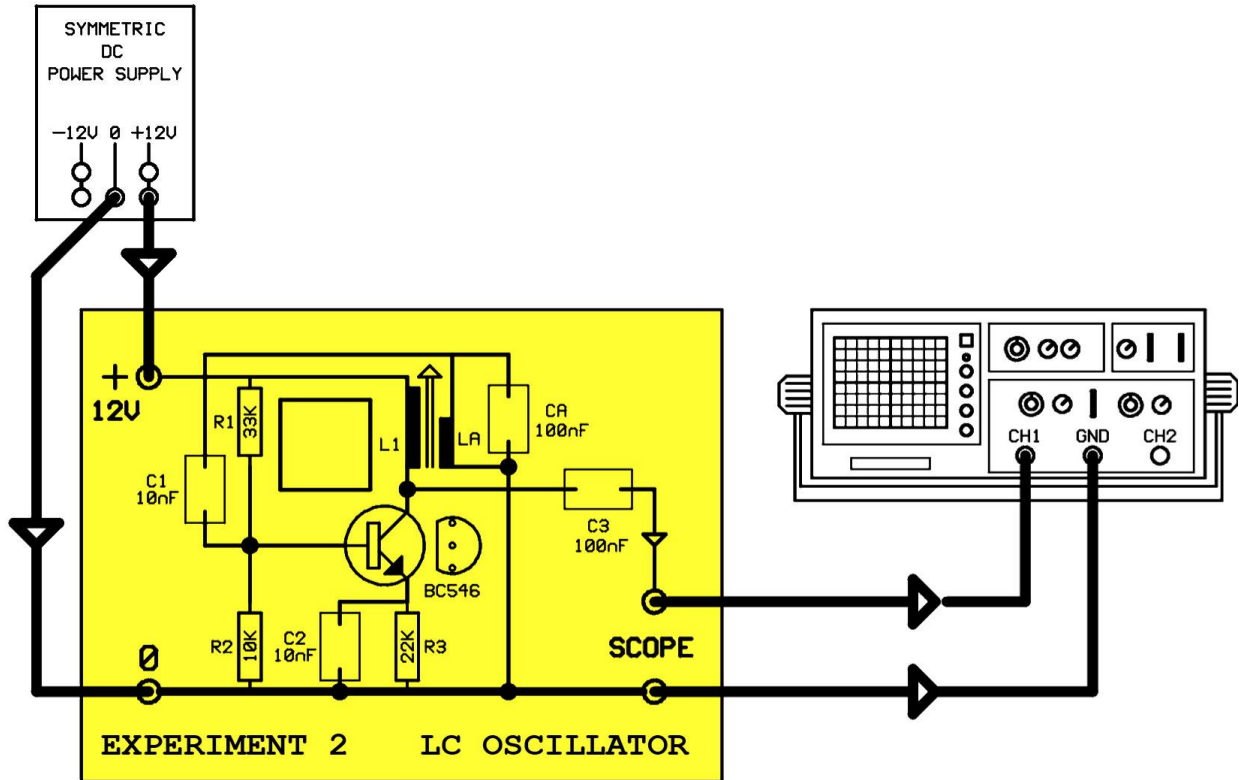 SYMMETRIC
DC
POWER SUPPLY
-12V 0 +12V
+
12V
R1
33K
L1
LA
CA
100nF
C1
10nF
C3
100nF
BC546
R2
10K
C2
10nF
22K
R3
0
SCOPE
EXPERIMENT 2 LC OSCILLATOR
CH1 GND CH2